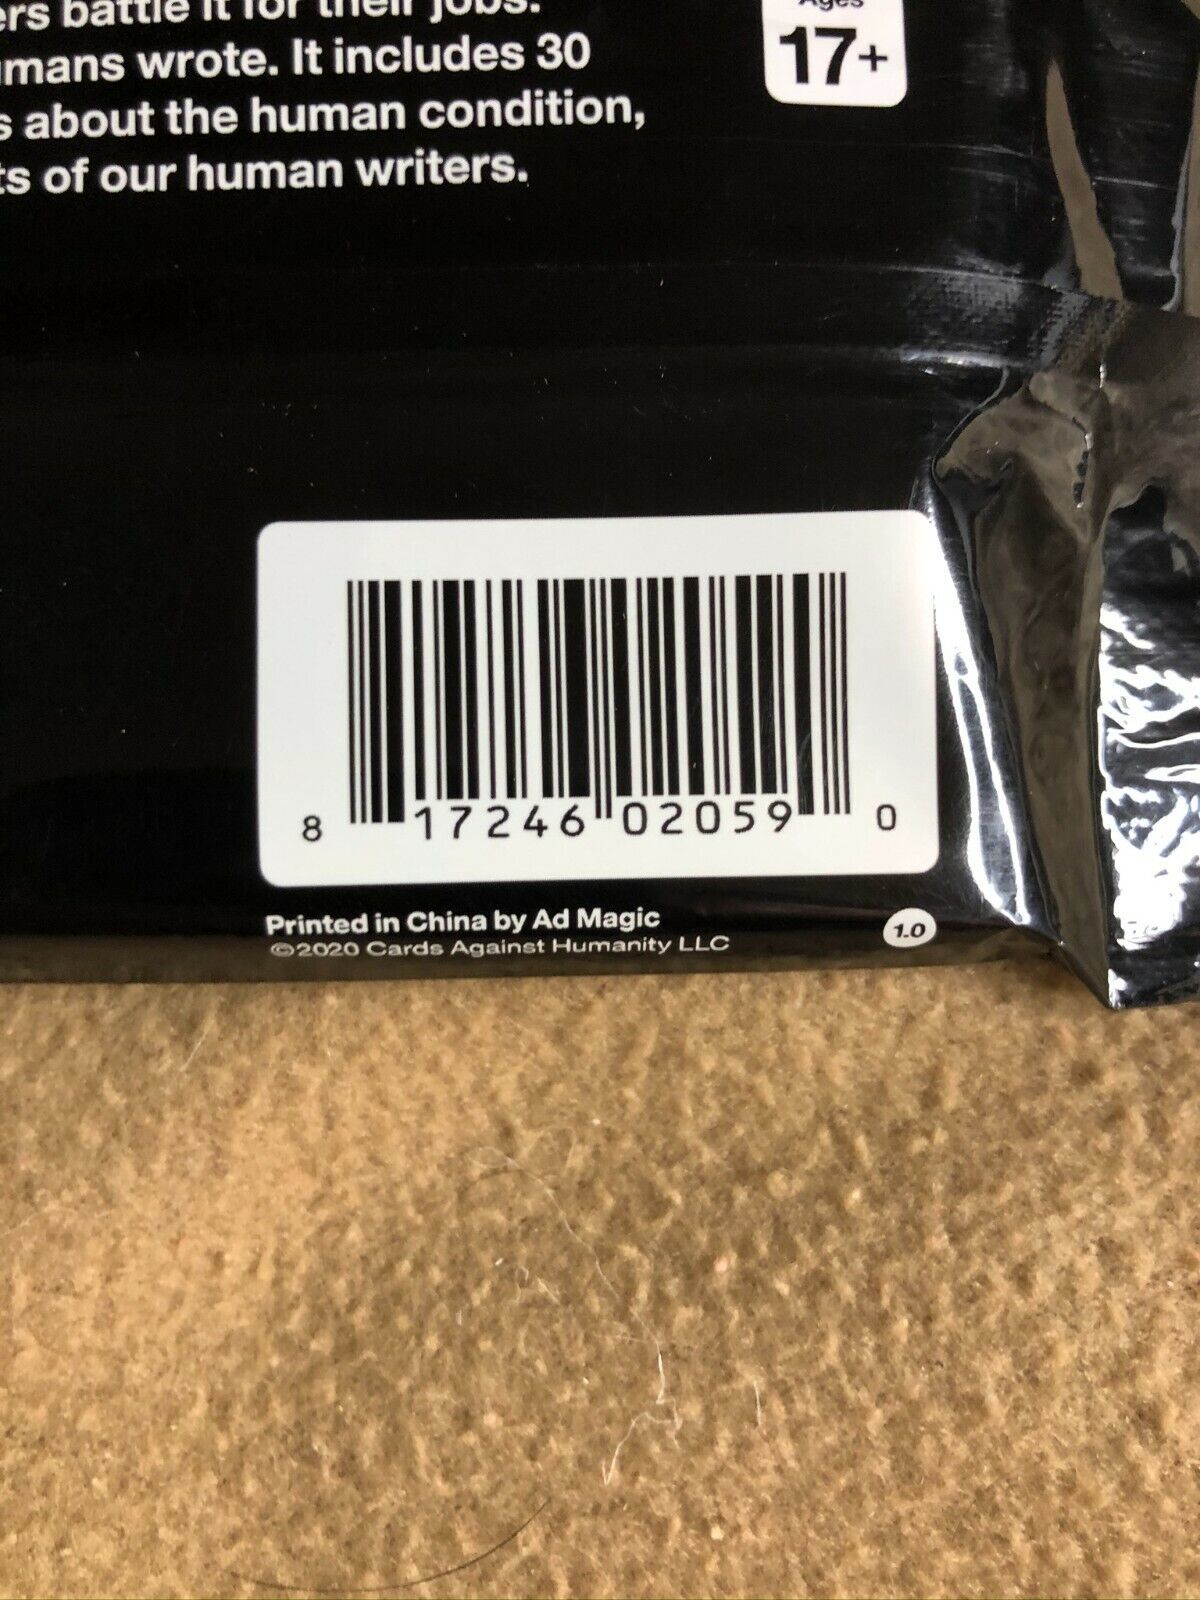 ers battle it for their jobs.
umans wrote. It includes 30
s about the human condition,
ts of our human writers.
Ages
17+
8 17246 02059 0
Printed in China by Ad Magic
©2020 Cards Against Humanity LLC
1.0